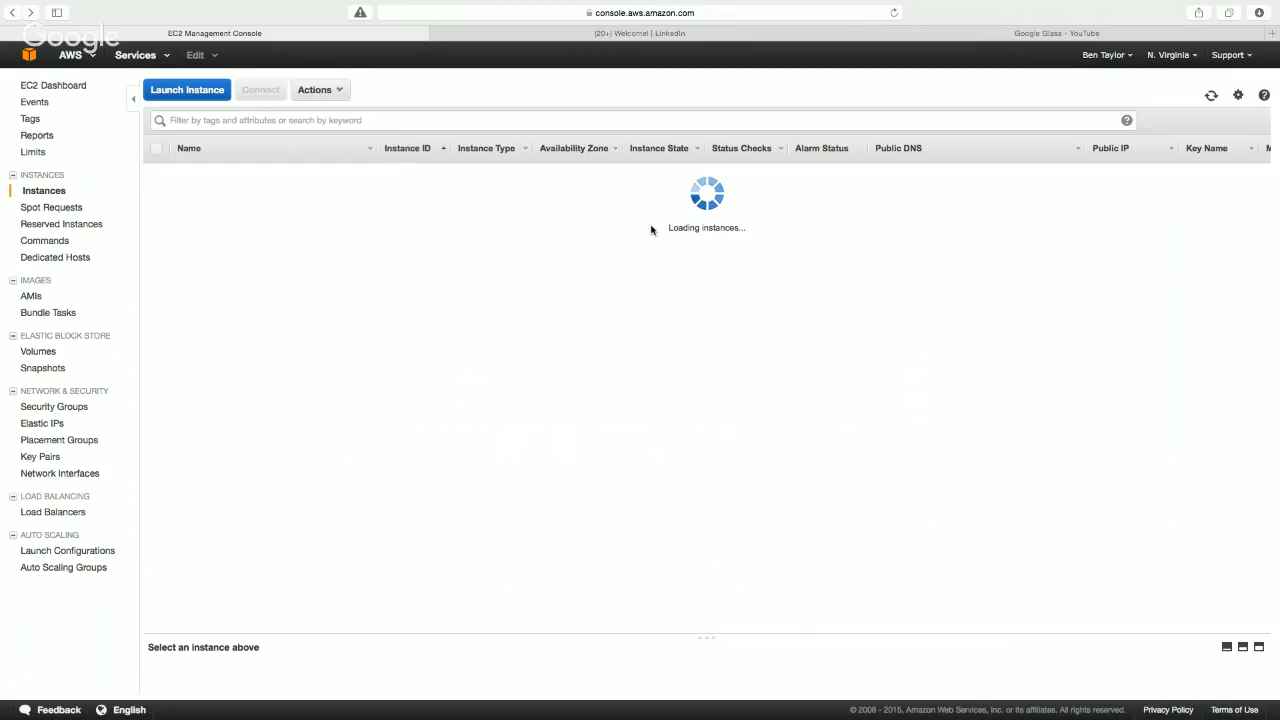 console.aws.amazon.com
EC2 Management Console
(20+) Welcome! | LinkedIn
Google Glass - YouTube
Google
AWS
Services
Edit
Ben Taylor
N. Virginia
Support
EC2 Dashboard
Events
Tags
Reports
Limits
INSTANCES
Instances
Spot Requests
Reserved Instances
Commands
Dedicated Hosts
IMAGES
AMIs
Bundle Tasks
ELASTIC BLOCK STORE
Volumes
Snapshots
NETWORK & SECURITY
Security Groups
Elastic IPs
Placement Groups
Key Pairs
Network Interfaces
LOAD BALANCING
Load Balancers
AUTO SCALING
Launch Configurations
Auto Scaling Groups
Launch Instance
Connect
Actions
Filter by tags and attributes or search by keyword
Name
Instance ID
Instance Type
Availability Zone
Instance State
Status Checks
Alarm Status
Public DNS
Public IP
Key Name
M
Loading instances...
Select an instance above
Feedback
English
© 2008 - 2015, Amazon Web Services, Inc. or its affiliates. All rights reserved.
Privacy Policy
Terms of Use